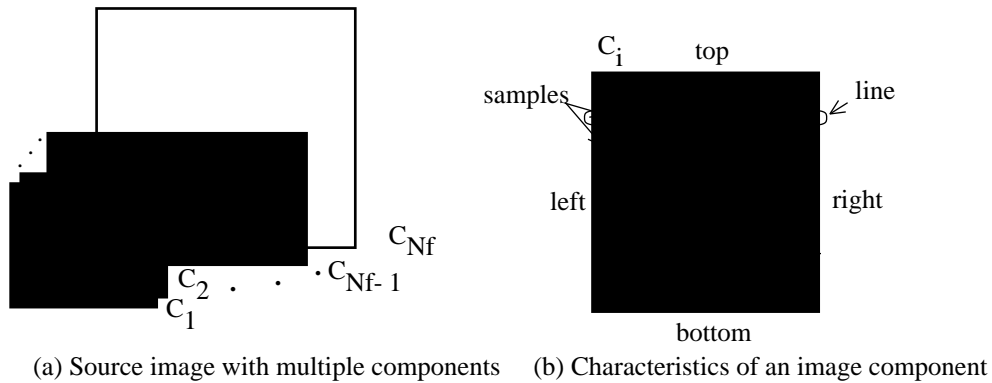 C_i
top
samples
line
left
right
C_Nf
C_Nf-1
C_2
C_1
bottom
(a) Source image with multiple components
(b) Characteristics of an image component